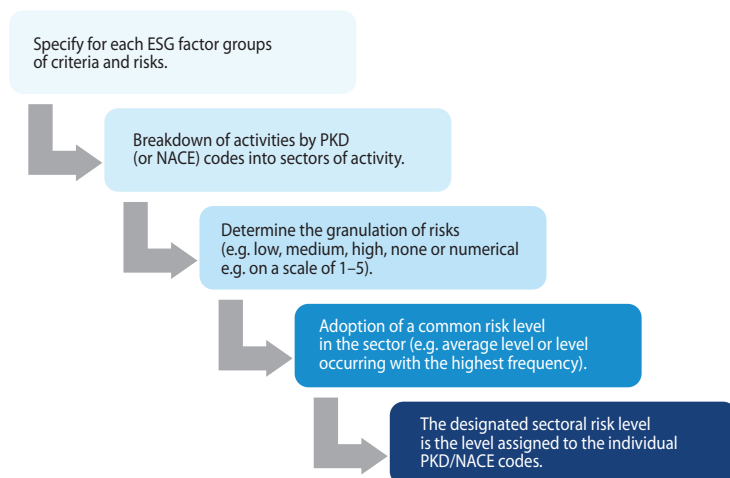 Specify for each ESG factor groups
of criteria and risks.
Breakdown of activities by PKD
(or NACE) codes into sectors of activity.
Determine the granulation of risks
(e.g. low, medium, high, none or numerical
e.g. on a scale of 1–5).
Adoption of a common risk level
in the sector (e.g. average level or level
occurring with the highest frequency).
The designated sectoral risk level
is the level assigned to the individual
PKD/NACE codes.